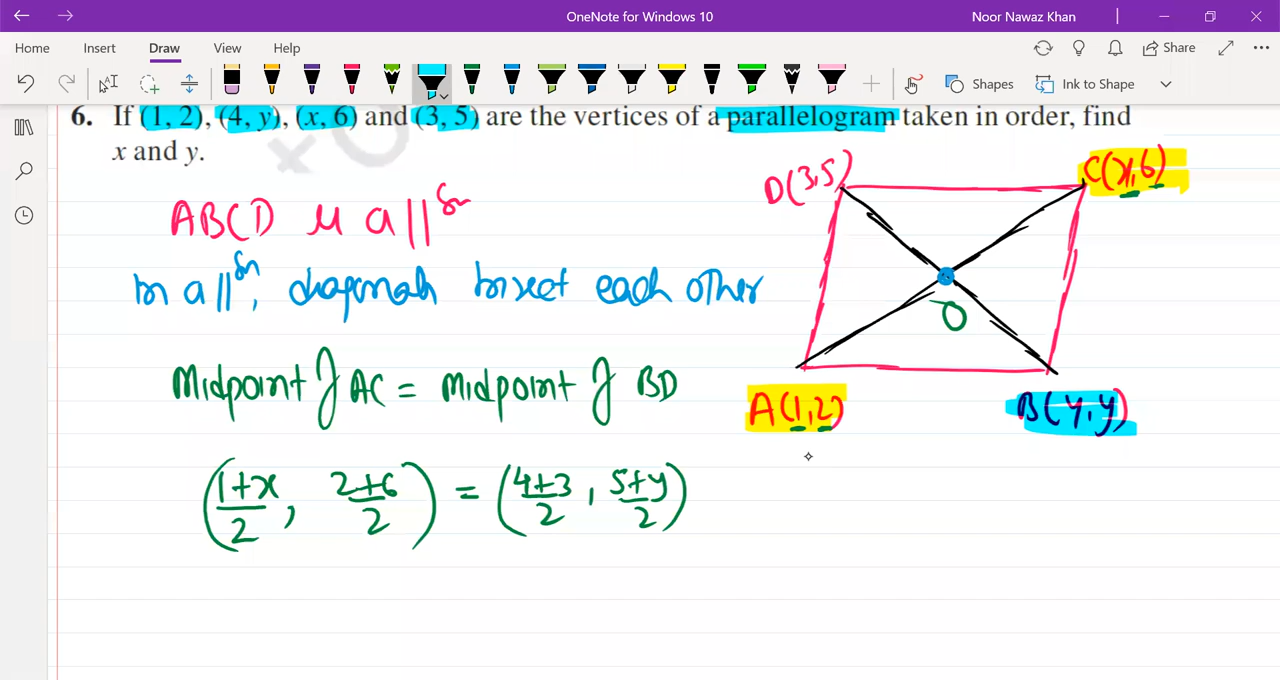 OneNote for Windows 10
Noor Nawaz Khan
Home Insert Draw View Help
Share
Shapes
Ink to Shape
6. If (1, 2), (4, y), (x, 6) and (3, 5) are the vertices of a parallelogram taken in order, find
x and y.
D(3,5)
C(x,6)
ABCD is a ||gm
In a ||gm, diagonals bisect each other
O
Midpoint of AC = Midpoint of BD
A(1,2)
B(4,y)
(1+x/2, 2+6/2) = (4+3/2, 5+y/2)